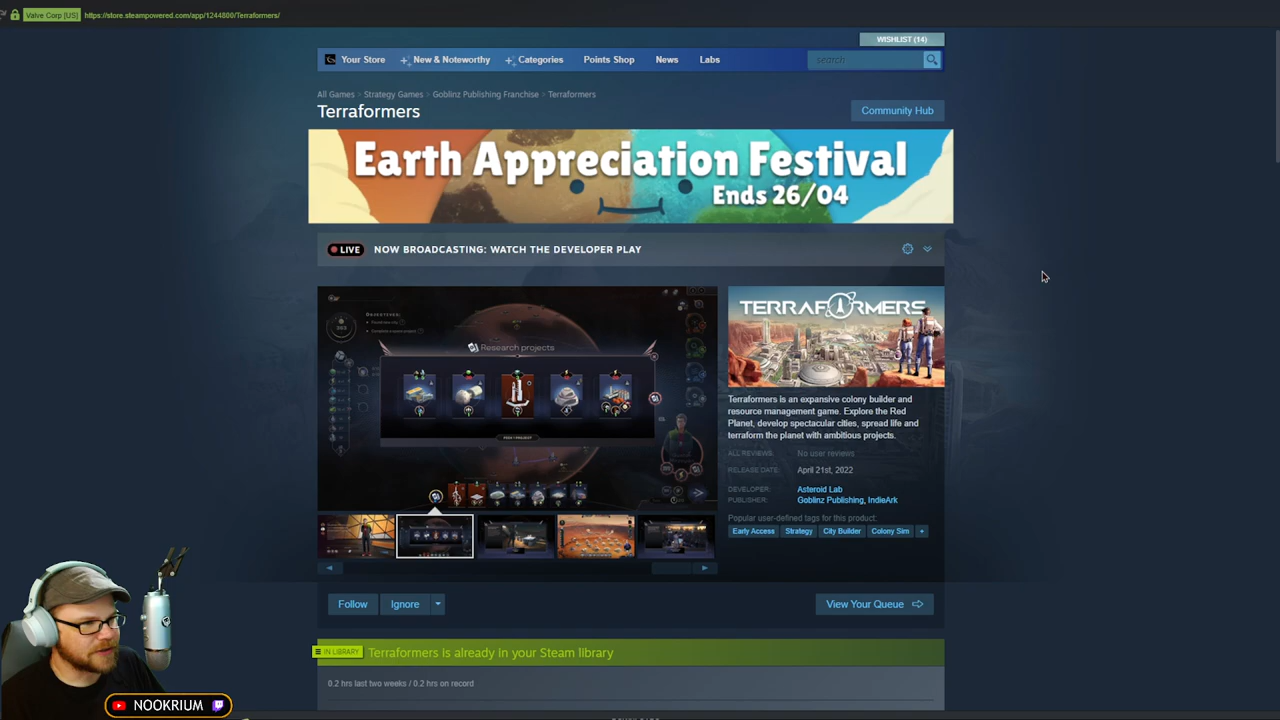 Valve Corp [US] https://store.steampowered.com/app/1244800/Terraformers/
WISHLIST (14)
Your Store New & Noteworthy Categories Points Shop News Labs search
All Games > Strategy Games > Goblinz Publishing Franchise > Terraformers
Terraformers
Community Hub
Earth Appreciation Festival
Ends 26/04
LIVE NOW BROADCASTING: WATCH THE DEVELOPER PLAY
Research projects
TERRAFORMERS
Terraformers is an expansive colony builder and
resource management game. Explore the Red
Planet, develop spectacular cities, spread life and
terraform the planet with ambitious projects.
ALL REVIEWS: No user reviews
RELEASE DATE: April 21st, 2022
DEVELOPER: Asteroid Lab
PUBLISHER: Goblinz Publishing, IndieArk
Popular user-defined tags for this product:
Early Access Strategy City Builder Colony Sim +
Follow Ignore View Your Queue
IN LIBRARY Terraformers is already in your Steam library
0.2 hrs last two weeks / 0.2 hrs on record
NOOKRIUM